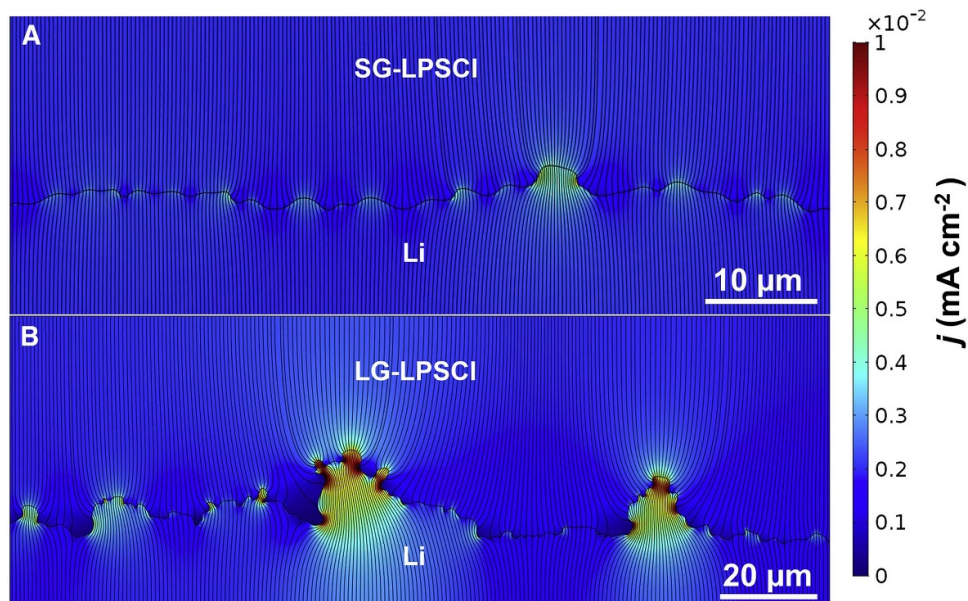 A
SG-LPSCl
Li
10 µm
B
LG-LPSCl
Li
20 µm
×10⁻²
1
0.9
0.8
0.7
0.6
0.5
0.4
0.3
0.2
0.1
0
j (mA cm⁻²)